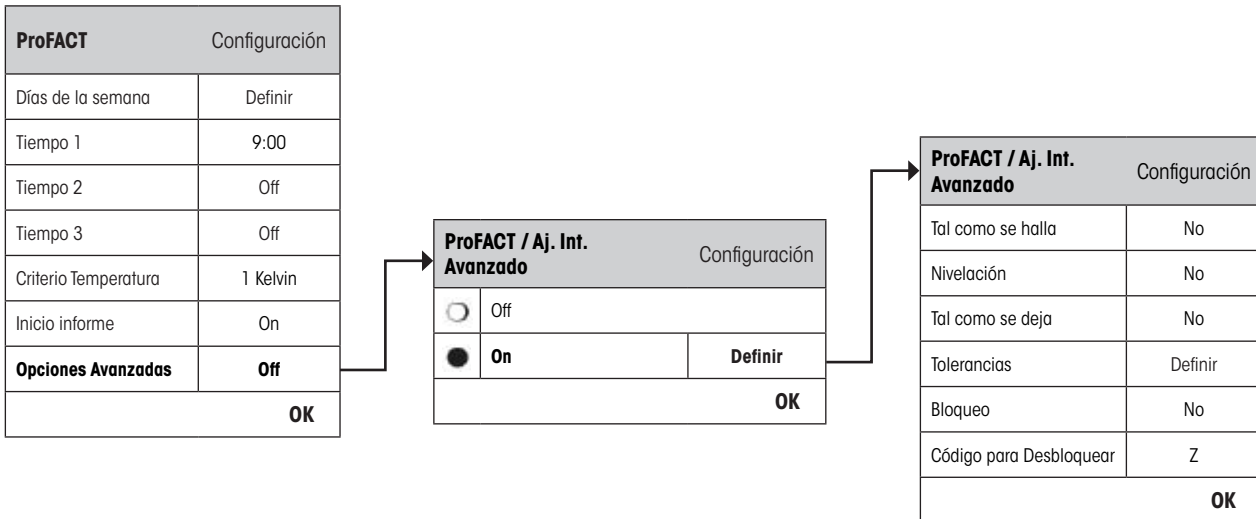 ProFACT Configuración
Días de la semana Definir
Tiempo 1 9:00
Tiempo 2 Off
Tiempo 3 Off
Criterio Temperatura 1 Kelvin
Inicio informe On
Opciones Avanzadas Off
OK
ProFACT / Aj. Int.
Avanzado
Configuración
Off
On Definir
OK
ProFACT / Aj. Int.
Avanzado
Configuración
Tal como se halla No
Nivelación No
Tal como se deja No
Tolerancias Definir
Bloqueo No
Código para Desbloquear Z
OK